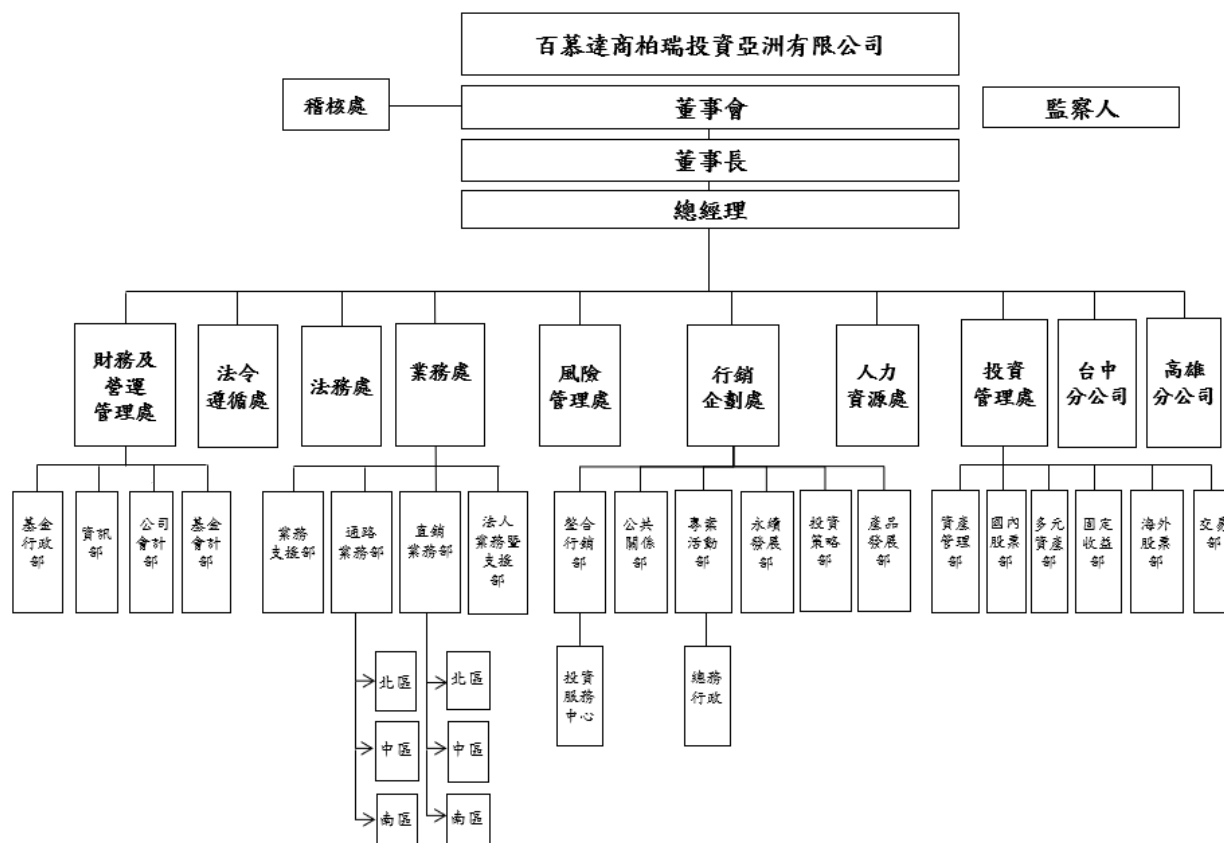 百慕達商柏瑞投資亞洲有限公司
稽核處
董事會
監察人
董事長
總經理
財務及
營運
管理處
法令
遵循處
法務處
業務處
風險
管理處
行銷
企劃處
人力
資源處
投資
管理處
台中
分公司
高雄
分公司
基金
行政
部
資訊
部
公司
會計
部
基金
會計
部
業務
支援部
通路
業務部
直銷
業務部
法人
業務暨
支援
部
整合
行銷
部
公共
關係
部
專案
活動
部
永續
發展
部
投資
策略
部
產品
發展
部
資產
管理
部
國內
股票
部
多元
資產
部
固定
收益
部
海外
股票
部
交易
部
北區
中區
南區
北區
中區
南區
投資
服務
中心
總務
行政